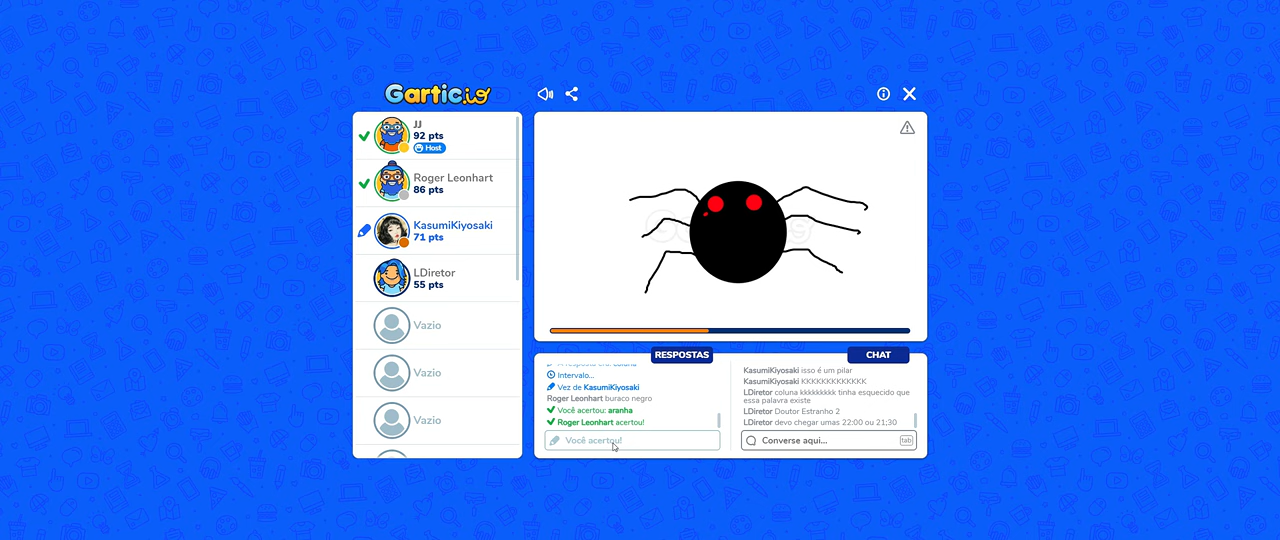 Gartic.io
JJ
92 pts
Host
Roger Leonhart
86 pts
KasumiKiyosaki
71 pts
LDiretor
55 pts
Vazio
Vazio
Vazio
RESPOSTAS
Intervalo...
Vez de KasumiKiyosaki
Roger Leonhart buraco negro
Você acertou: aranha
Roger Leonhart acertou!
Você acertou!
CHAT
KasumiKiyosaki isso é um pilar
KasumiKiyosaki KKKKKKKKKKKKK
LDiretor coluna kkkkkkkkk tinha esquecido que
essa palavra existe
LDiretor Doutor Estranho 2
LDiretor devo chegar umas 22:00 ou 21;30
Converse aqui...
tab